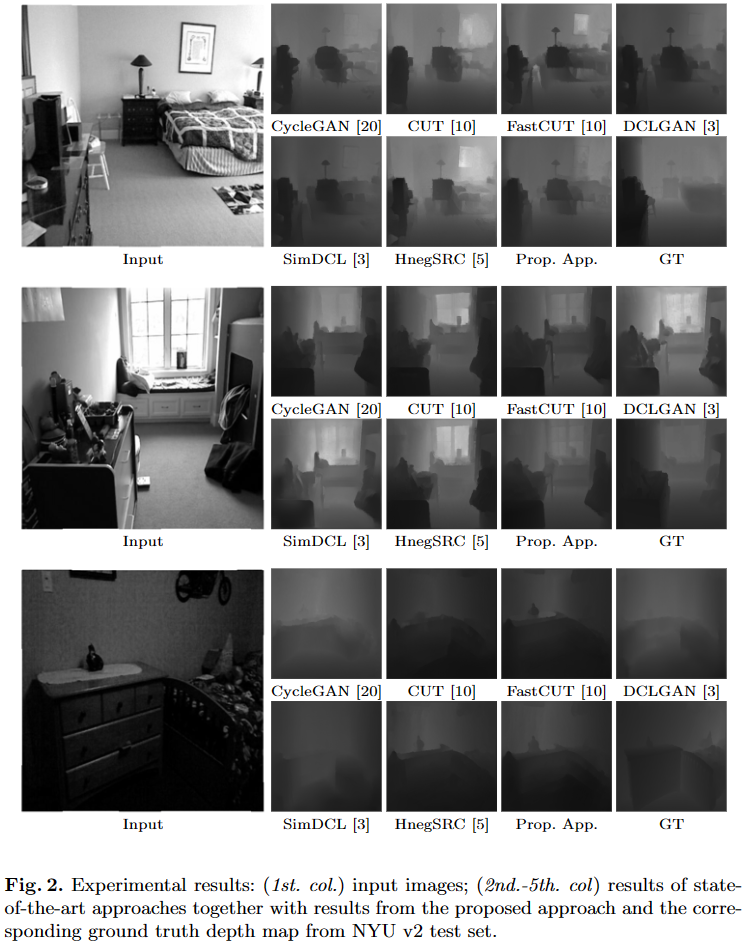 CycleGAN [20] CUT [10] FastCUT [10] DCLGAN [3]
Input SimDCL [3] HnegSRC [5] Prop. App. GT
CycleGAN [20] CUT [10] FastCUT [10] DCLGAN [3]
Input SimDCL [3] HnegSRC [5] Prop. App. GT
CycleGAN [20] CUT [10] FastCUT [10] DCLGAN [3]
Input SimDCL [3] HnegSRC [5] Prop. App. GT
Fig. 2. Experimental results: (1st. col.) input images; (2nd.-5th. col) results of state-
of-the-art approaches together with results from the proposed approach and the corre-
sponding ground truth depth map from NYU v2 test set.